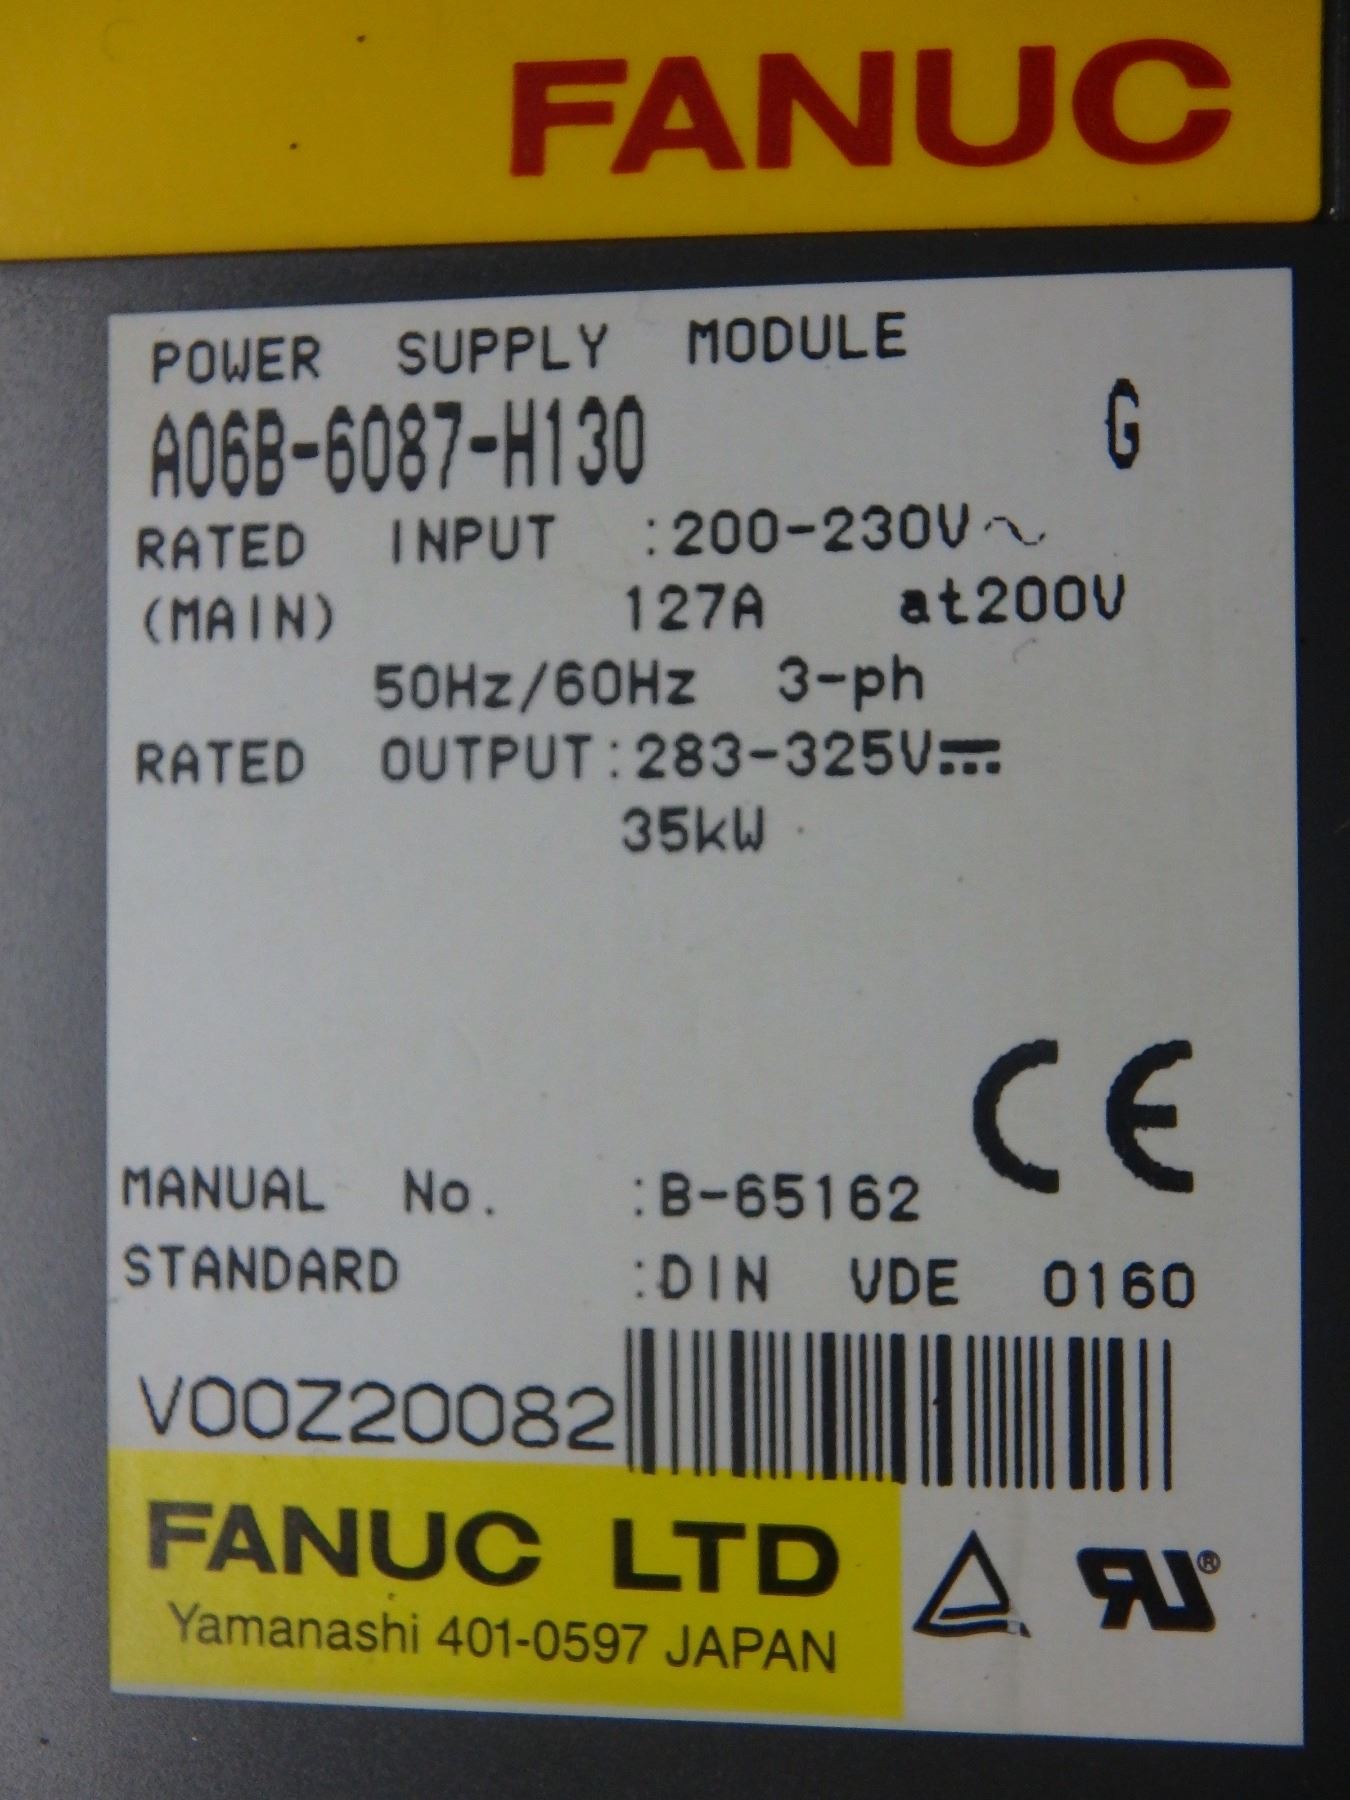 FANUC
POWER SUPPLY MODULE
A06B-6087-H130 G
RATED INPUT :200-230V~
(MAIN) 127A at200V
50Hz/60Hz 3-ph
RATED OUTPUT:283-325V⎓
35kW
CE
MANUAL No. :B-65162
STANDARD :DIN VDE 0160
V00Z20082
FANUC LTD
Yamanashi 401-0597 JAPAN
RU®